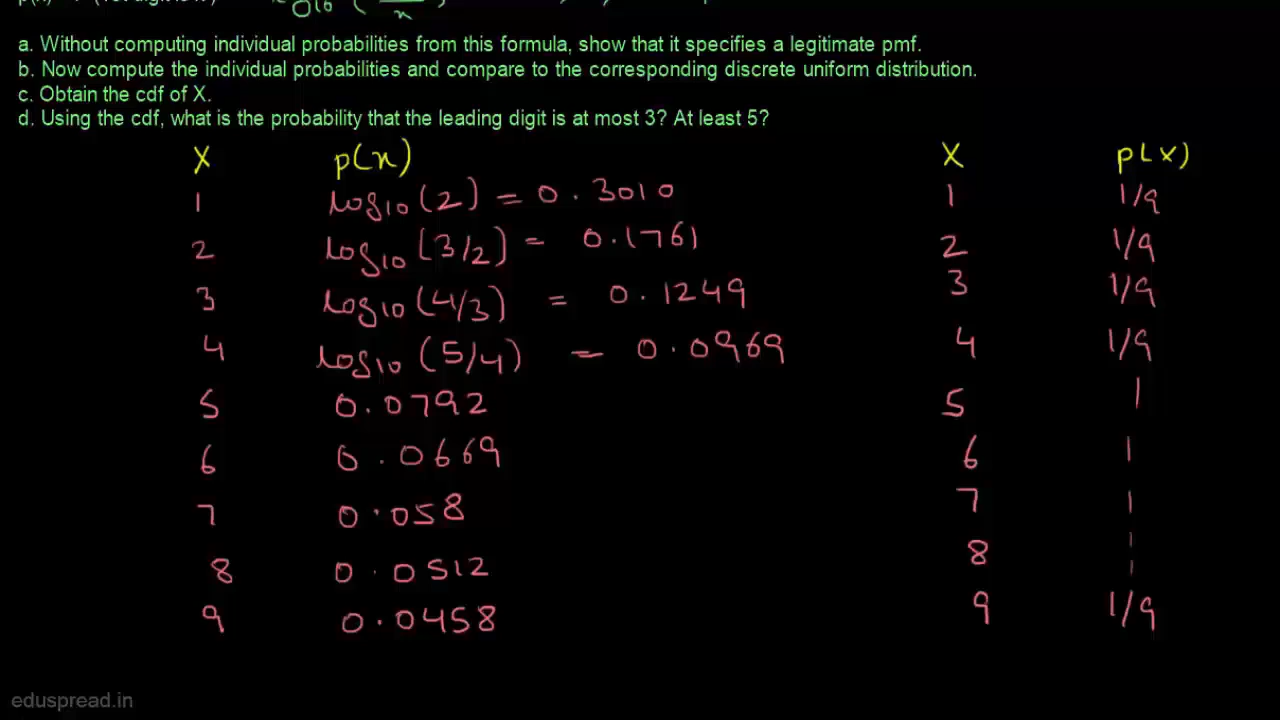 a. Without computing individual probabilities from this formula, show that it specifies a legitimate pmf.
b. Now compute the individual probabilities and compare to the corresponding discrete uniform distribution.
c. Obtain the cdf of X.
d. Using the cdf, what is the probability that the leading digit is at most 3? At least 5?
X p(x) X p(x)
1 log10(2) = 0.3010 1 1/9
2 log10(3/2) = 0.1761 2 1/9
3 log10(4/3) = 0.1249 3 1/9
4 log10(5/4) = 0.0969 4 1/9
5 0.0792 5 |
6 0.0669 6 |
7 0.058 7 |
8 0.0512 8 |
9 0.0458 9 1/9
eduspread.in